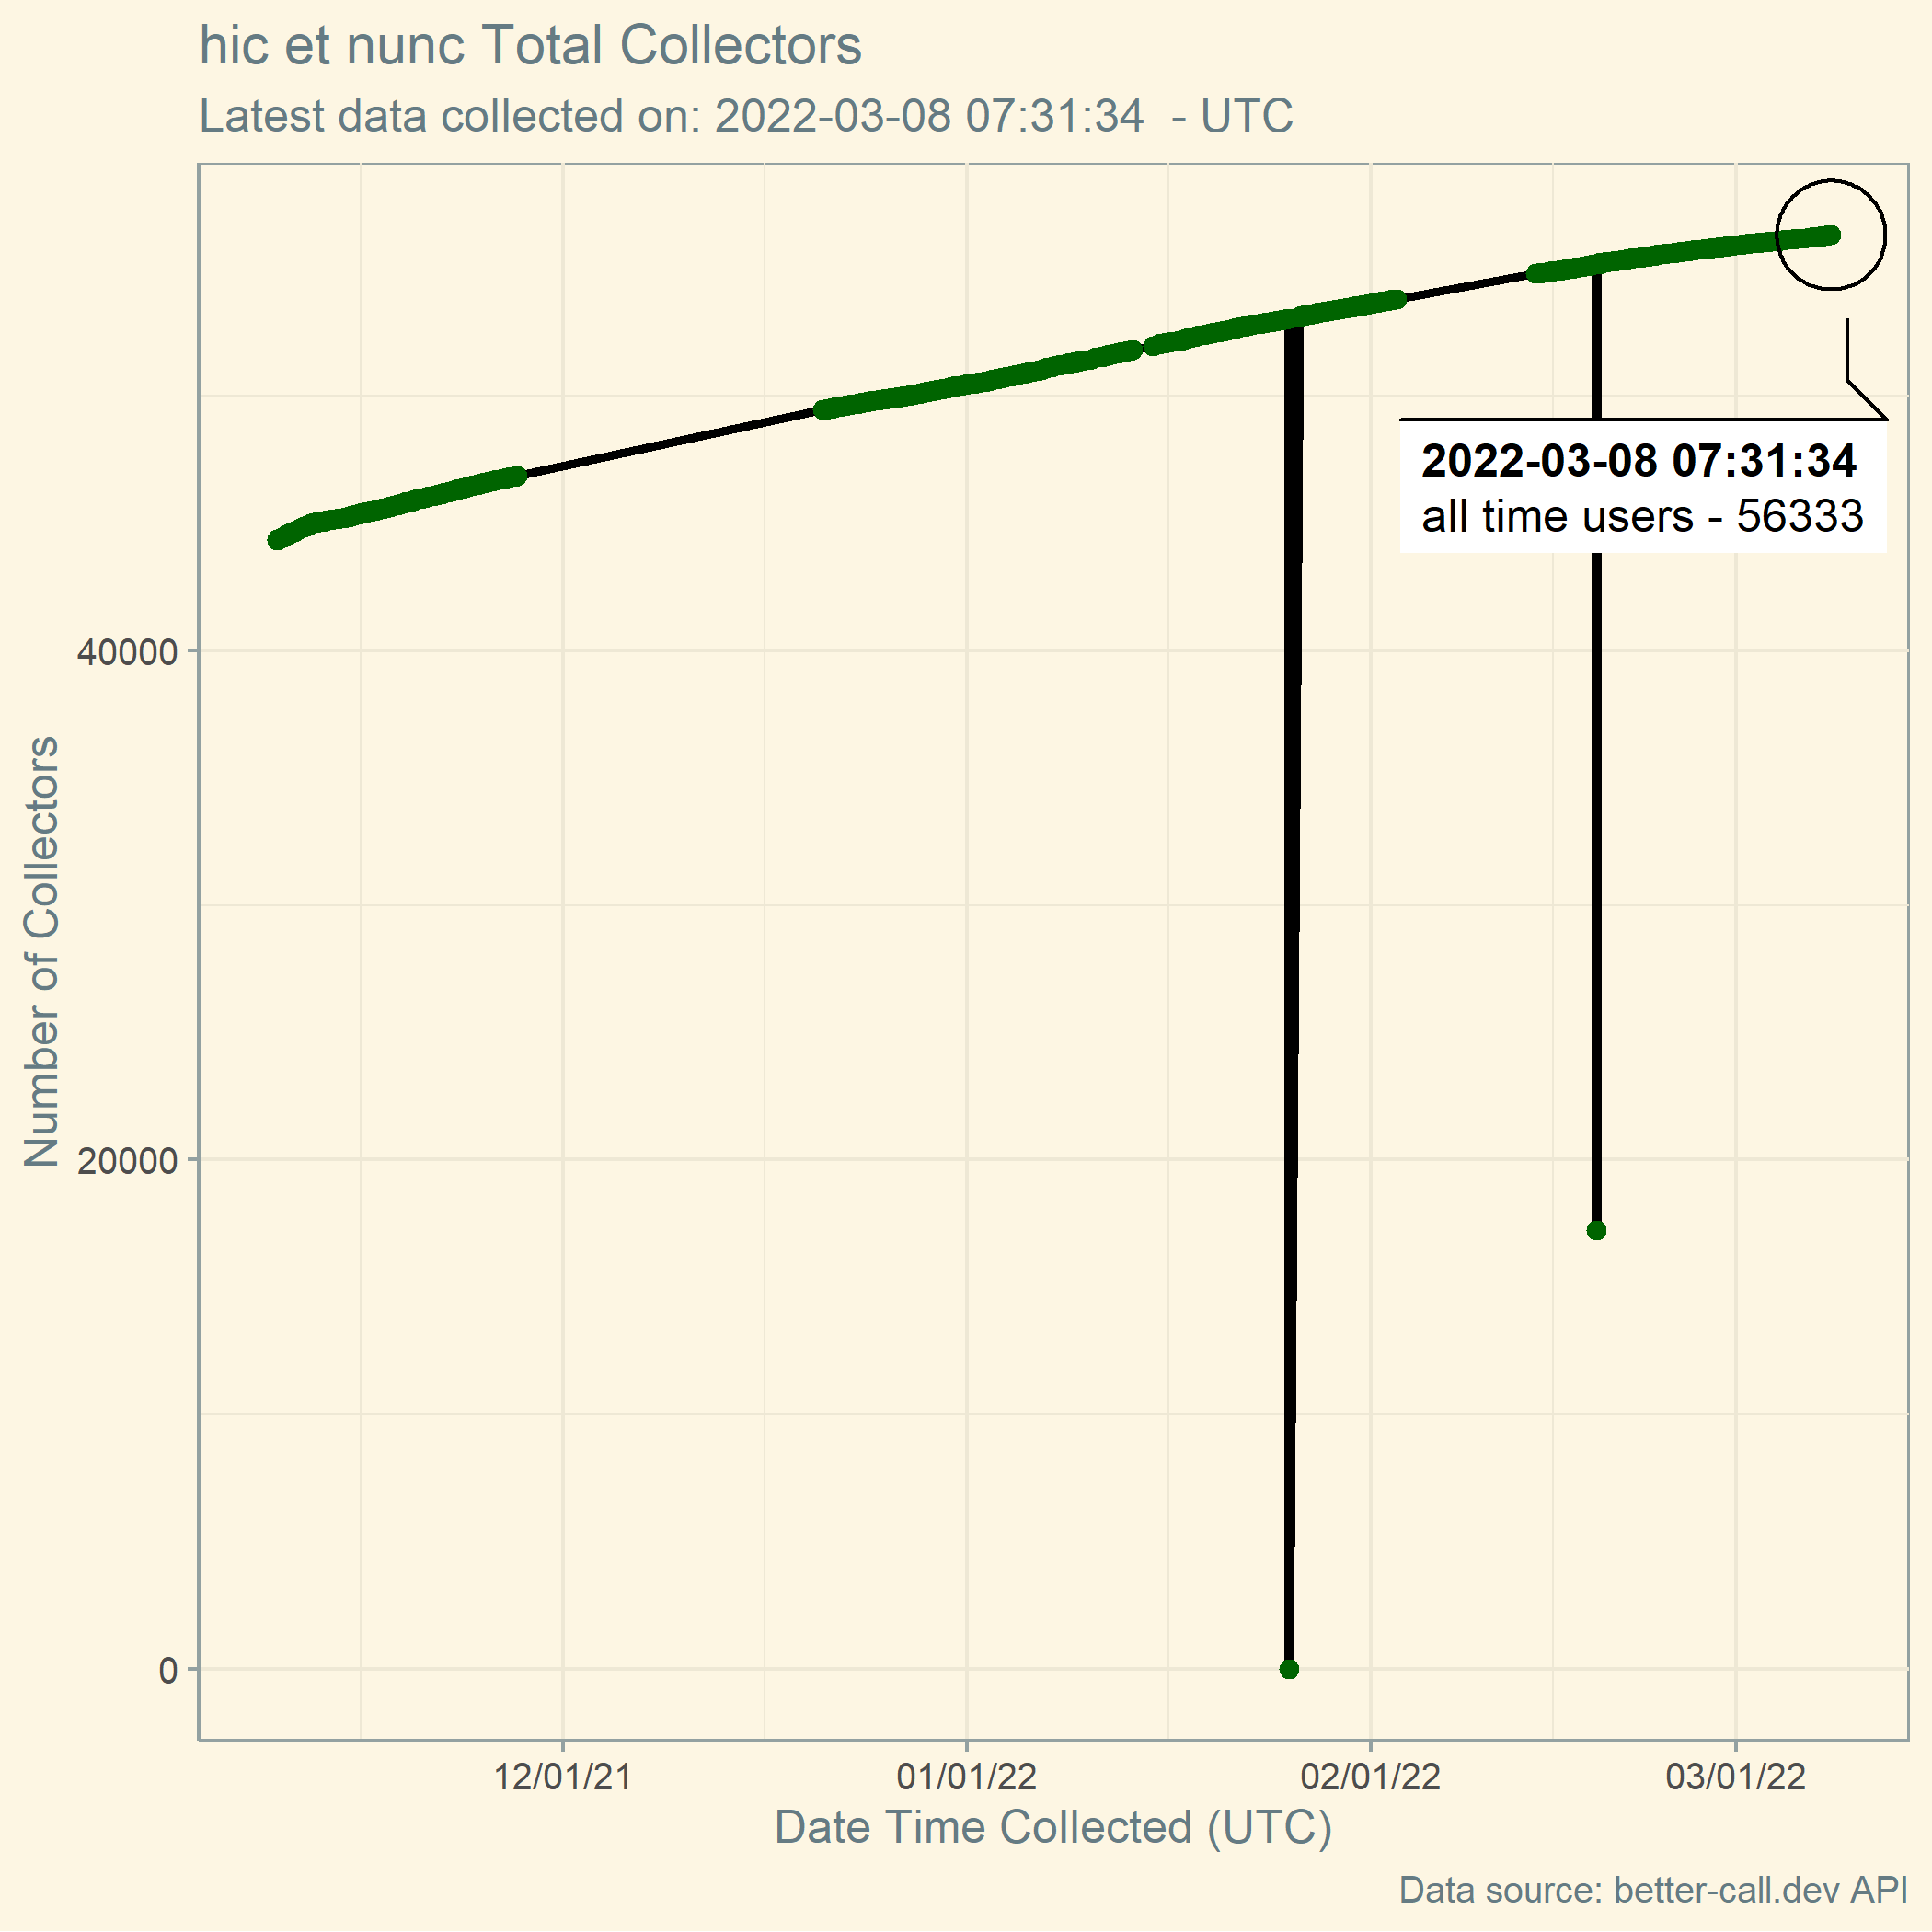 hic et nunc Total Collectors
Latest data collected on: 2022-03-08 07:31:34  - UTC
2022-03-08 07:31:34
all time users - 56333
Number of Collectors
40000
20000
0
12/01/21
01/01/22
02/01/22
03/01/22
Date Time Collected (UTC)
Data source: better-call.dev API